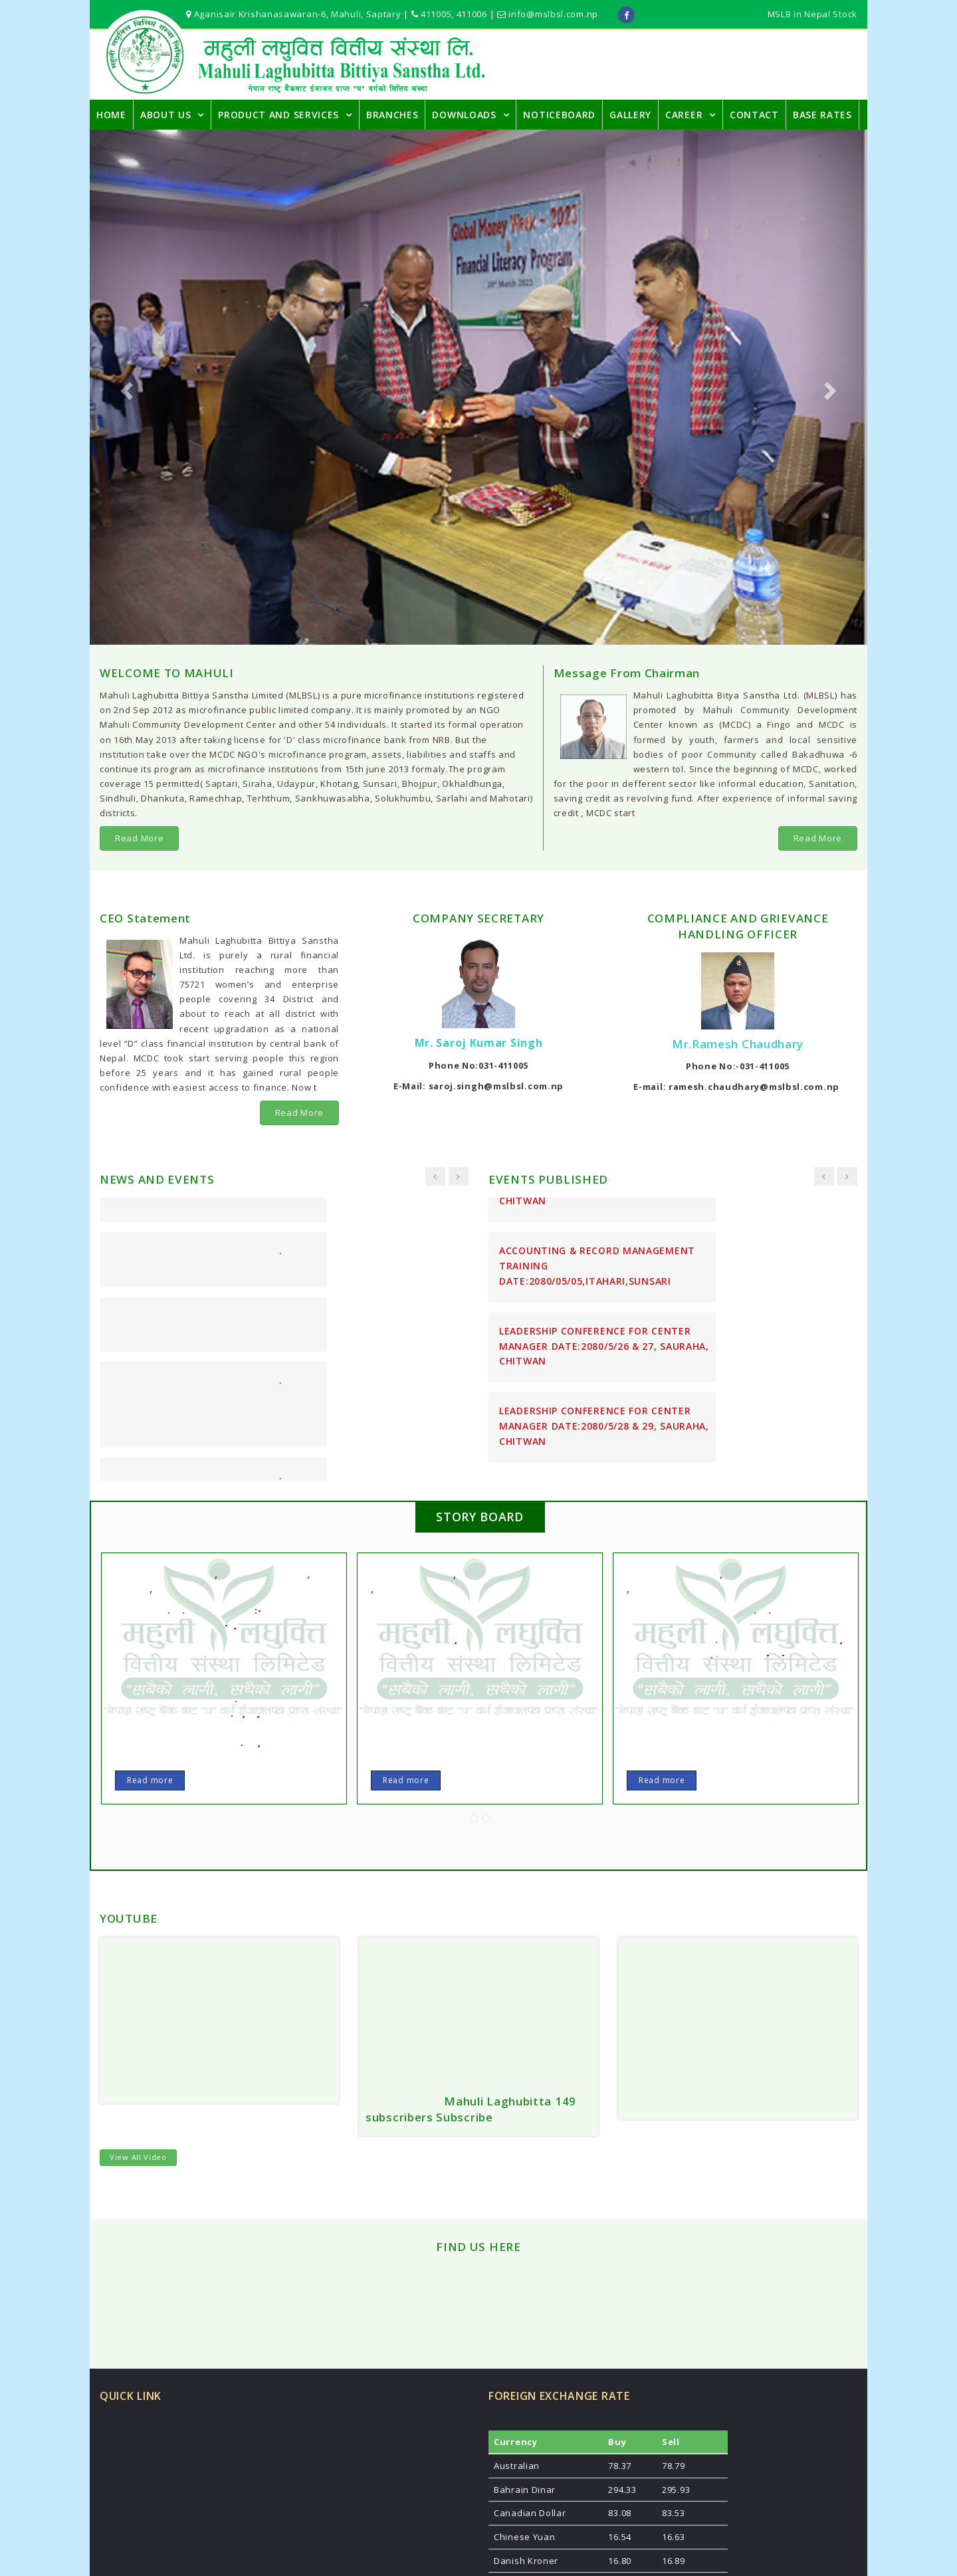 Aganisair Krishanasawaran-6, Mahuli, Saptary | 411005, 411006 | info@mslbsl.com.np
MSLB in Nepal Stock
महुली लघुवित्त वित्तीय संस्था लि.
Mahuli Laghubitta Bittiya Sanstha Ltd.
नेपाल राष्ट्र बैंकबाट ईजाजतपत्र प्राप्त "घ" वर्गको वित्तिय संस्था
HOME ABOUT US PRODUCT AND SERVICES BRANCHES DOWNLOADS NOTICEBOARD GALLERY CAREER CONTACT BASE RATES
Global Money Week - 2023
Financial Literacy Program
20th March 2023
WELCOME TO MAHULI
Mahuli Laghubitta Bittiya Sanstha Limited (MLBSL) is a pure microfinance institutions registered
on 2nd Sep 2012 as microfinance public limited company. It is mainly promoted by an NGO
Mahuli Community Development Center and other 54 individuals. It started its formal operation
on 16th May 2013 after taking license for 'D' class microfinance bank from NRB. But the
institution take over the MCDC NGO's microfinance program, assets, liabilities and staffs and
continue its program as microfinance institutions from 15th june 2013 formaly.The program
coverage 15 permitted( Saptari, Siraha, Udaypur, Khotang, Sunsari, Bhojpur, Okhaldhunga,
Sindhuli, Dhankuta, Ramechhap, Terhthum, Sankhuwasabha, Solukhumbu, Sarlahi and Mahotari)
districts.
Read More
Message From Chairman
Mahuli Laghubitta Bitya Sanstha Ltd. (MLBSL) has
promoted by Mahuli Community Development
Center known as (MCDC) a Fingo and MCDC is
formed by youth, farmers and local sensitive
bodies of poor Community called Bakadhuwa -6
western tol. Since the beginning of MCDC, worked
for the poor in defferent sector like informal education, Sanitation,
saving credit as revolving fund. After experience of informal saving
credit , MCDC start
Read More
CEO Statement
Mahuli Laghubitta Bittiya Sanstha
Ltd. is purely a rural financial
institution reaching more than
75721 women's and enterprise
people covering 34 District and
about to reach at all district with
recent upgradation as a national
level “D” class financial institution by central bank of
Nepal. MCDC took start serving people this region
before 25 years and it has gained rural people
confidence with easiest access to finance. Now t
Read More
COMPANY SECRETARY
Mr. Saroj Kumar Singh
Phone No:031-411005
E-Mail: saroj.singh@mslbsl.com.np
COMPLIANCE AND GRIEVANCE
HANDLING OFFICER
Mr.Ramesh Chaudhary
Phone No:-031-411005
E-mail: ramesh.chaudhary@mslbsl.com.np
NEWS AND EVENTS
EVENTS PUBLISHED
CHITWAN
ACCOUNTING & RECORD MANAGEMENT
TRAINING
DATE:2080/05/05,ITAHARI,SUNSARI
LEADERSHIP CONFERENCE FOR CENTER
MANAGER DATE:2080/5/26 & 27, SAURAHA,
CHITWAN
LEADERSHIP CONFERENCE FOR CENTER
MANAGER DATE:2080/5/28 & 29, SAURAHA,
CHITWAN
STORY BOARD
महुली लघुवित्त
वित्तीय संस्था लिमिटेड
“सबैको लागी, सधैको लागी”
नेपाल राष्ट्र बैंक बाट "घ" वर्ग ईजाजतपत्र प्राप्त संस्था
Read more
महुली लघुवित्त
वित्तीय संस्था लिमिटेड
“सबैको लागी, सधैको लागी”
नेपाल राष्ट्र बैंक बाट "घ" वर्ग ईजाजतपत्र प्राप्त संस्था
Read more
महुली लघुवित्त
वित्तीय संस्था लिमिटेड
“सबैको लागी, सधैको लागी”
नेपाल राष्ट्र बैंक बाट "घ" वर्ग ईजाजतपत्र प्राप्त संस्था
Read more
YOUTUBE
Mahuli Laghubitta 149
subscribers Subscribe
View All Video
FIND US HERE
QUICK LINK
FOREIGN EXCHANGE RATE
Currency Buy Sell
Australian 78.37 78.79
Bahrain Dinar 294.33 295.93
Canadian Dollar 83.08 83.53
Chinese Yuan 16.54 16.63
Danish Kroner 16.80 16.89